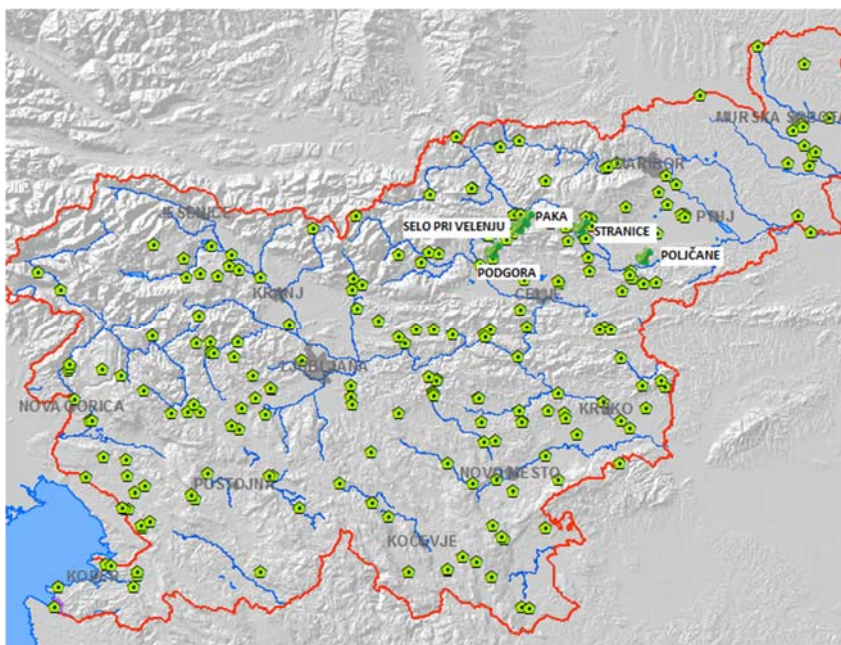 MURSKA SOBOTA
MARIBOR
JESENICE
PTUJ
SELO PRI VELENJU
PAKA
STRANICE
POLJČANE
PODGORA
KRANJ
CELJE
LJUBLJANA
NOVA GORICA
KRŠKO
NOVO MESTO
POSTOJNA
KOČEVJE
KOPER